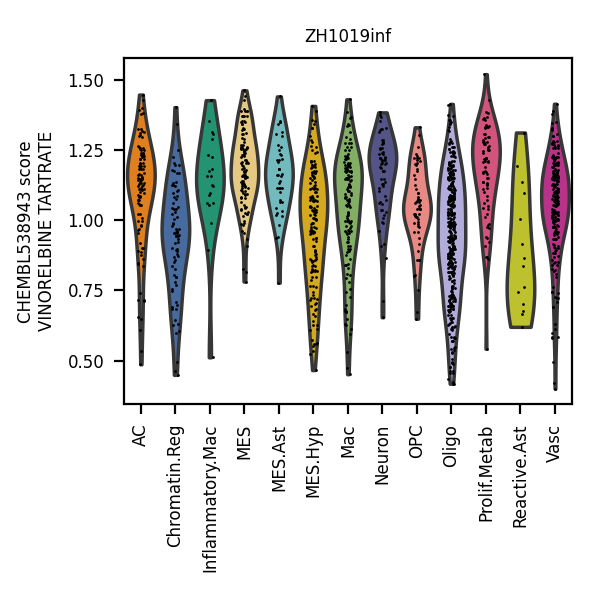 ZH1019inf
CHEMBL538943 score
VINORELBINE TARTRATE
1.50
1.25
1.00
0.75
0.50
AC
Chromatin.Reg
Inflammatory.Mac
MES
MES.Ast
MES.Hyp
Mac
Neuron
OPC
Oligo
Prolif.Metab
Reactive.Ast
Vasc